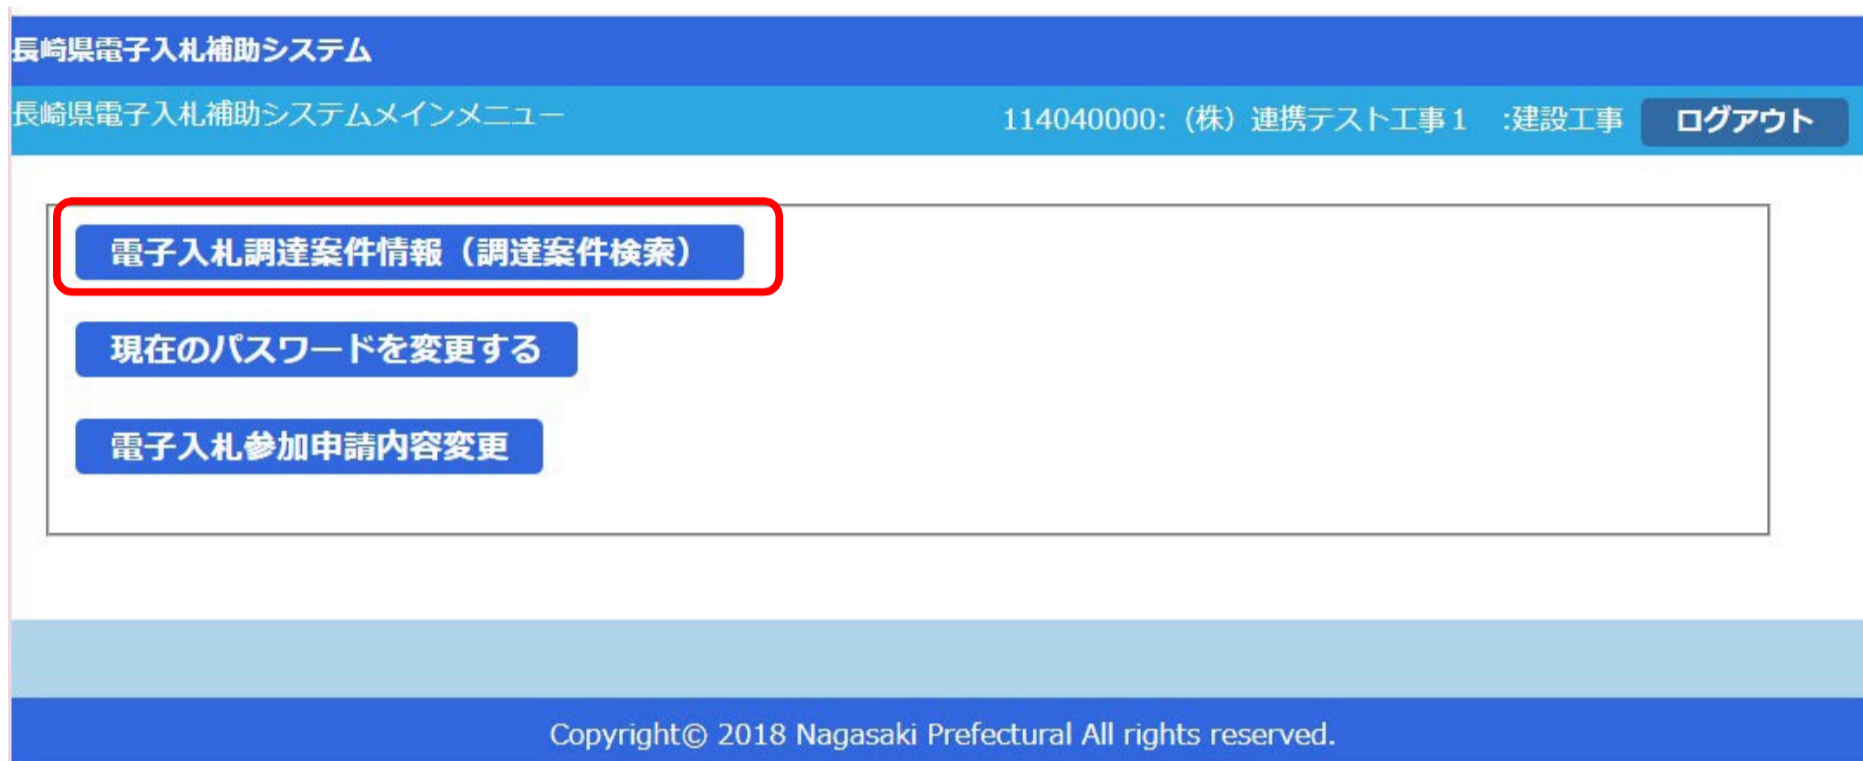 長崎県電子入札補助システム
長崎県電子入札補助システムメインメニュー 114040000:（株）連携テスト工事１ :建設工事 ログアウト
電子入札調達案件情報（調達案件検索）
現在のパスワードを変更する
電子入札参加申請内容変更
Copyright© 2018 Nagasaki Prefectural All rights reserved.